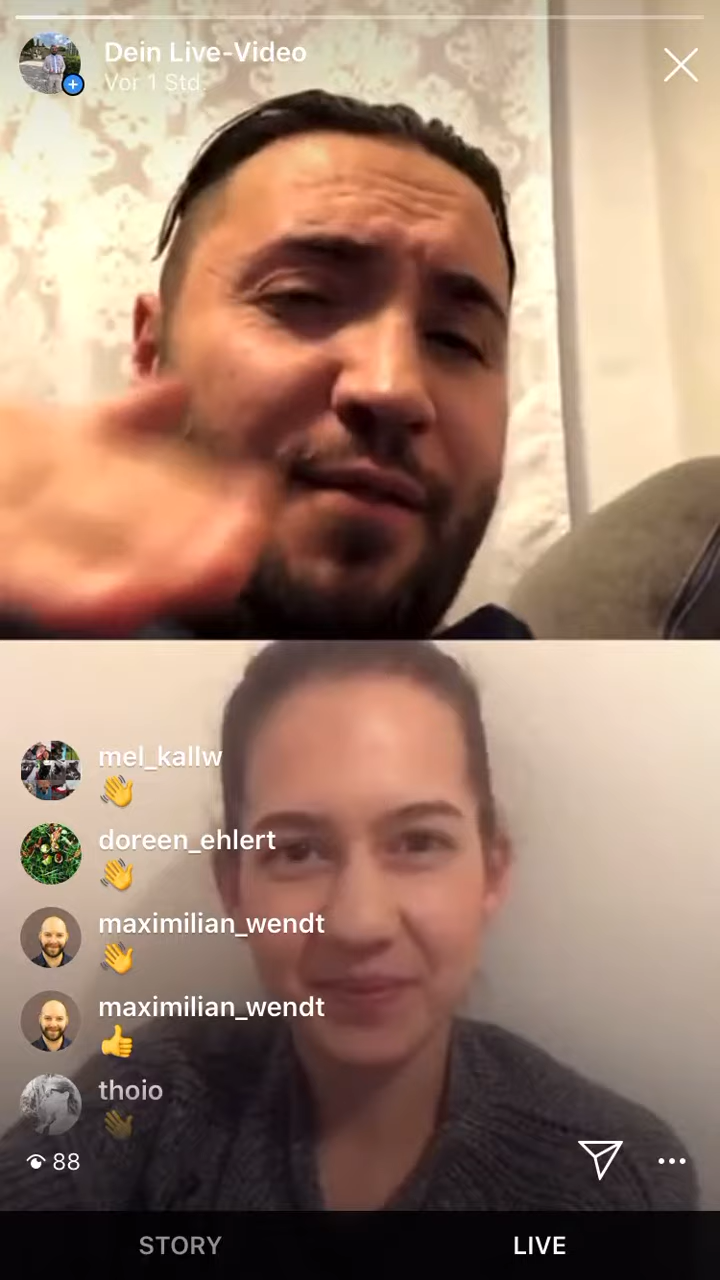 Dein Live-Video
Vor 1 Std.
mel_kallw
👋
doreen_ehlert
👋
maximilian_wendt
👋
maximilian_wendt
👍
thoio
👋
88
STORY
LIVE